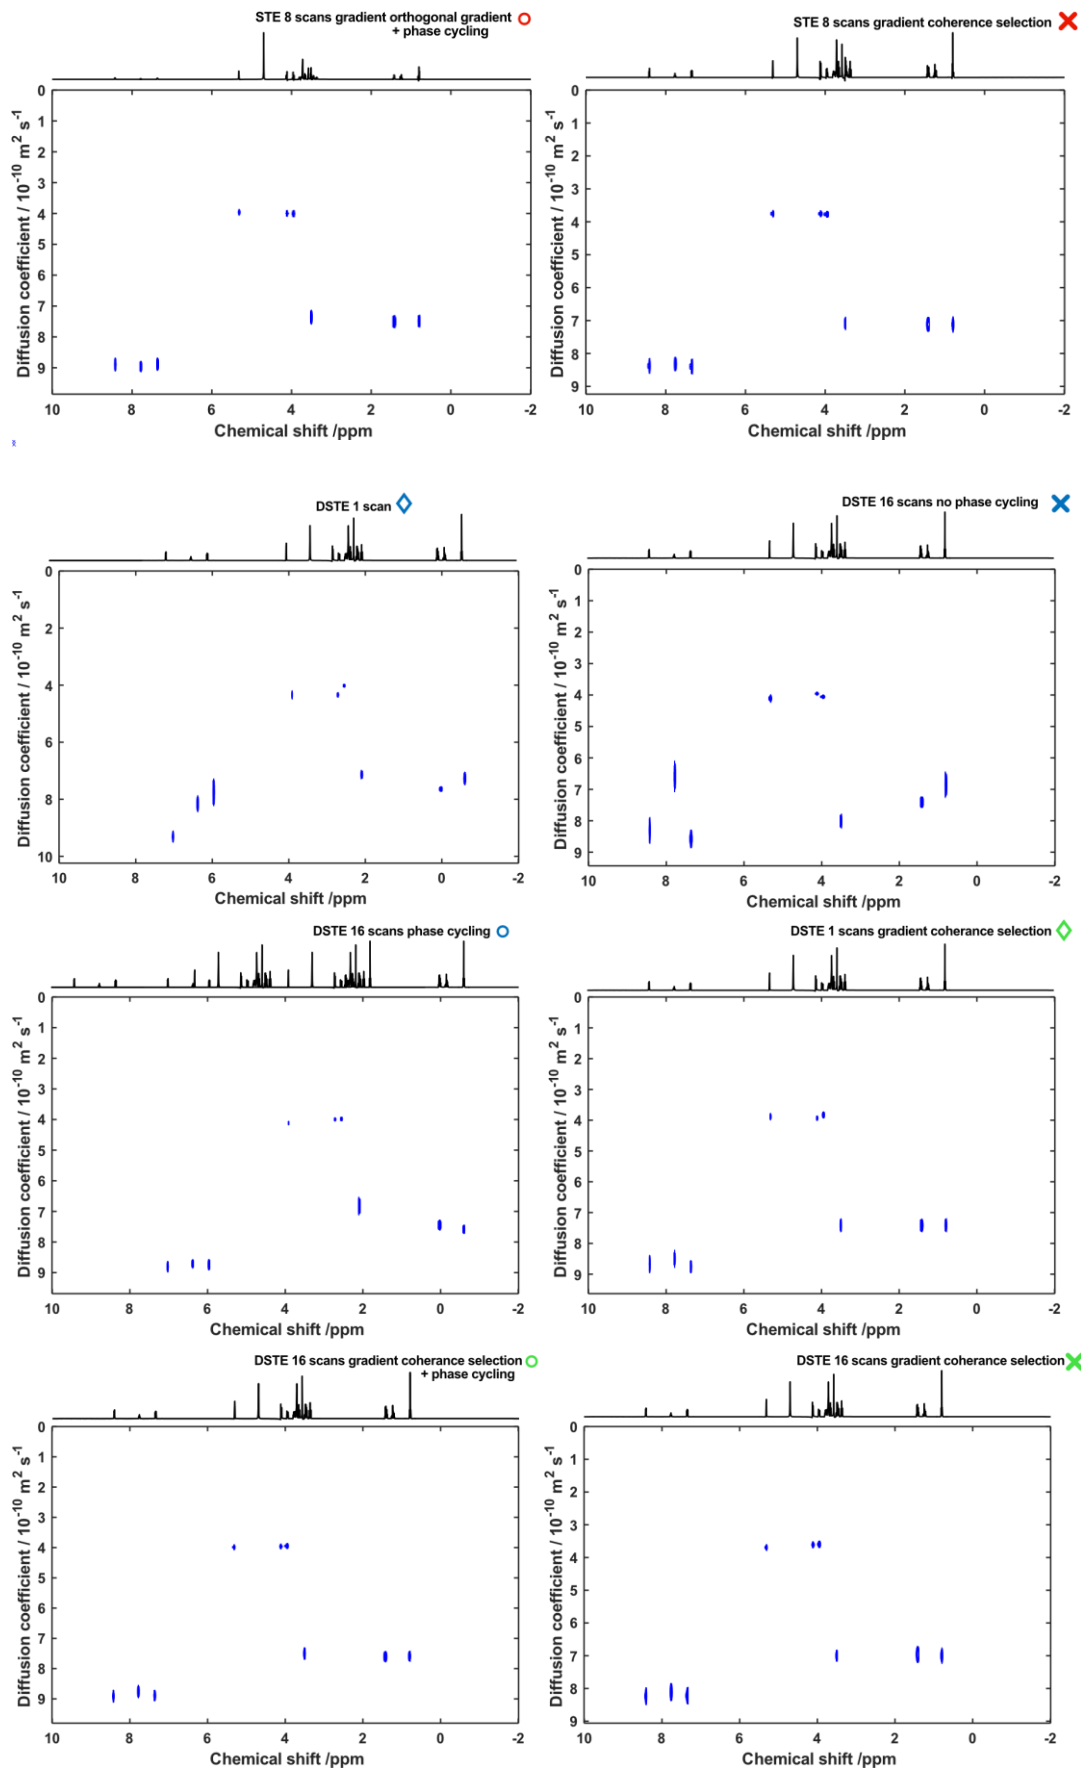 STE 8 scans gradient orthogonal gradient
+ phase cycling
STE 8 scans gradient coherence selection
Diffusion coefficient / 10⁻¹⁰ m² s⁻¹
0
1
2
3
4
5
6
7
8
9
10 8 6 4 2 0 -2
Chemical shift /ppm
Diffusion coefficient / 10⁻¹⁰ m² s⁻¹
0
1
2
3
4
5
6
7
8
9
10 8 6 4 2 0 -2
Chemical shift /ppm
DSTE 1 scan
DSTE 16 scans no phase cycling
Diffusion coefficient / 10⁻¹⁰ m² s⁻¹
0
2
4
6
8
10
10 8 6 4 2 0 -2
Chemical shift /ppm
Diffusion coefficient / 10⁻¹⁰ m² s⁻¹
0
1
2
3
4
5
6
7
8
9
10 8 6 4 2 0 -2
Chemical shift /ppm
DSTE 16 scans phase cycling
DSTE 1 scans gradient coherance selection
Diffusion coefficient / 10⁻¹⁰ m² s⁻¹
0
1
2
3
4
5
6
7
8
9
10 8 6 4 2 0 -2
Chemical shift /ppm
Diffusion coefficient / 10⁻¹⁰ m² s⁻¹
0
1
2
3
4
5
6
7
8
9
10 8 6 4 2 0 -2
Chemical shift /ppm
DSTE 16 scans gradient coherance selection
+ phase cycling
DSTE 16 scans gradient coherance selection
Diffusion coefficient / 10⁻¹⁰ m² s⁻¹
0
1
2
3
4
5
6
7
8
9
10 8 6 4 2 0 -2
Chemical shift /ppm
Diffusion coefficient / 10⁻¹⁰ m² s⁻¹
0
1
2
3
4
5
6
7
8
9
10 8 6 4 2 0 -2
Chemical shift /ppm